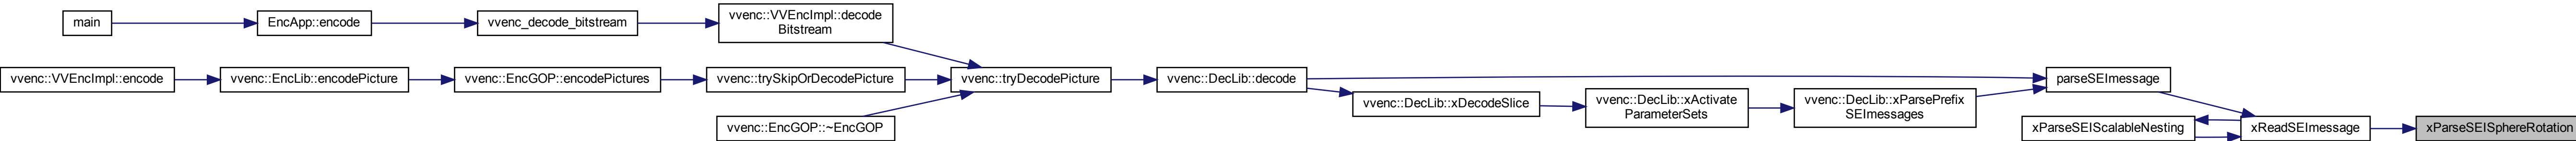 main
EncApp::encode
vvenc_decode_bitstream
vvenc::VVEncImpl::decode
Bitstream
vvenc::VVEncImpl::encode
vvenc::EncLib::encodePicture
vvenc::EncGOP::encodePictures
vvenc::trySkipOrDecodePicture
vvenc::EncGOP::~EncGOP
vvenc::tryDecodePicture
vvenc::DecLib::decode
vvenc::DecLib::xDecodeSlice
vvenc::DecLib::xActivate
ParameterSets
vvenc::DecLib::xParsePrefix
SEImessages
parseSEImessage
xParseSEIScalableNesting
xReadSEImessage
xParseSEISphereRotation